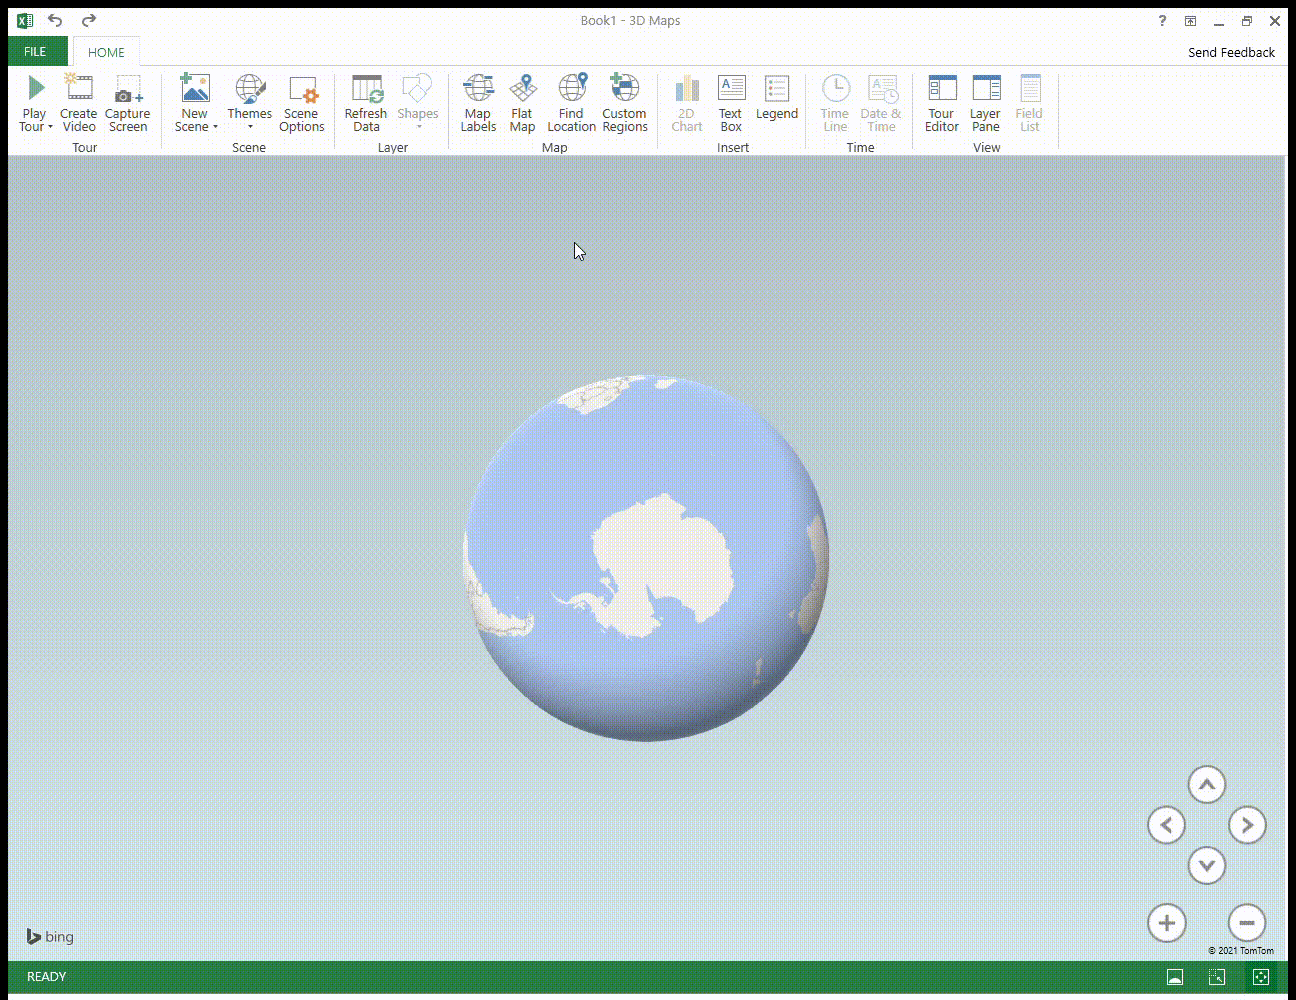 Book1 - 3D Maps
?
FILE
HOME
Send Feedback
Play Tour
Create Video
Capture Screen
New Scene
Themes
Scene Options
Refresh Data
Shapes
Map Labels
Flat Map
Find Location
Custom Regions
2D Chart
Text Box
Legend
Time Line
Date & Time
Tour Editor
Layer Pane
Field List
Tour
Scene
Layer
Map
Insert
Time
View
bing
© 2021 TomTom
READY